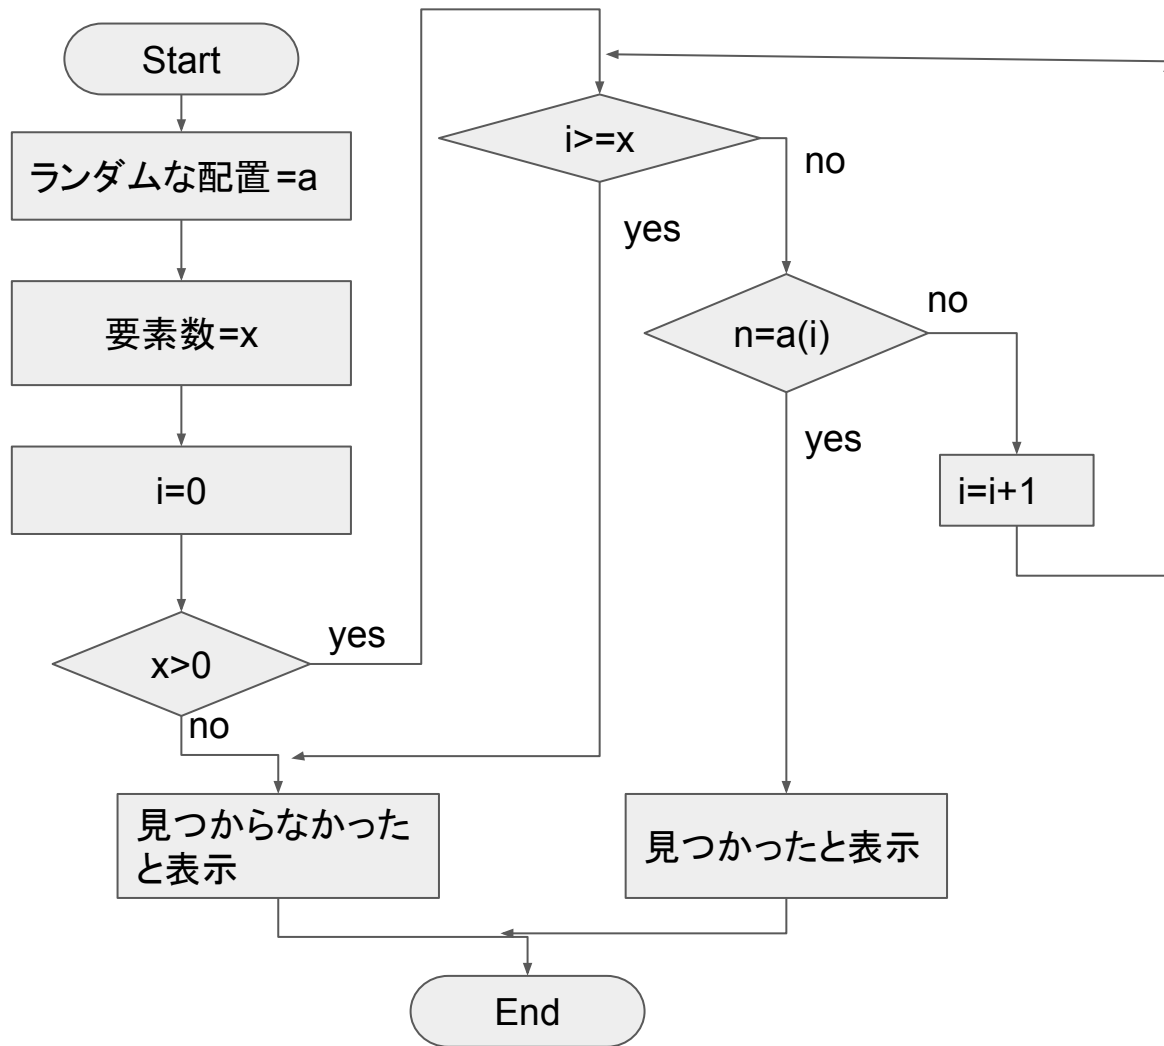 Start
ランダムな配置=a
要素数=x
i=0
x>0
yes
no
i>=x
no
yes
n=a(i)
no
yes
i=i+1
見つからなかった
と表示
見つかったと表示
End